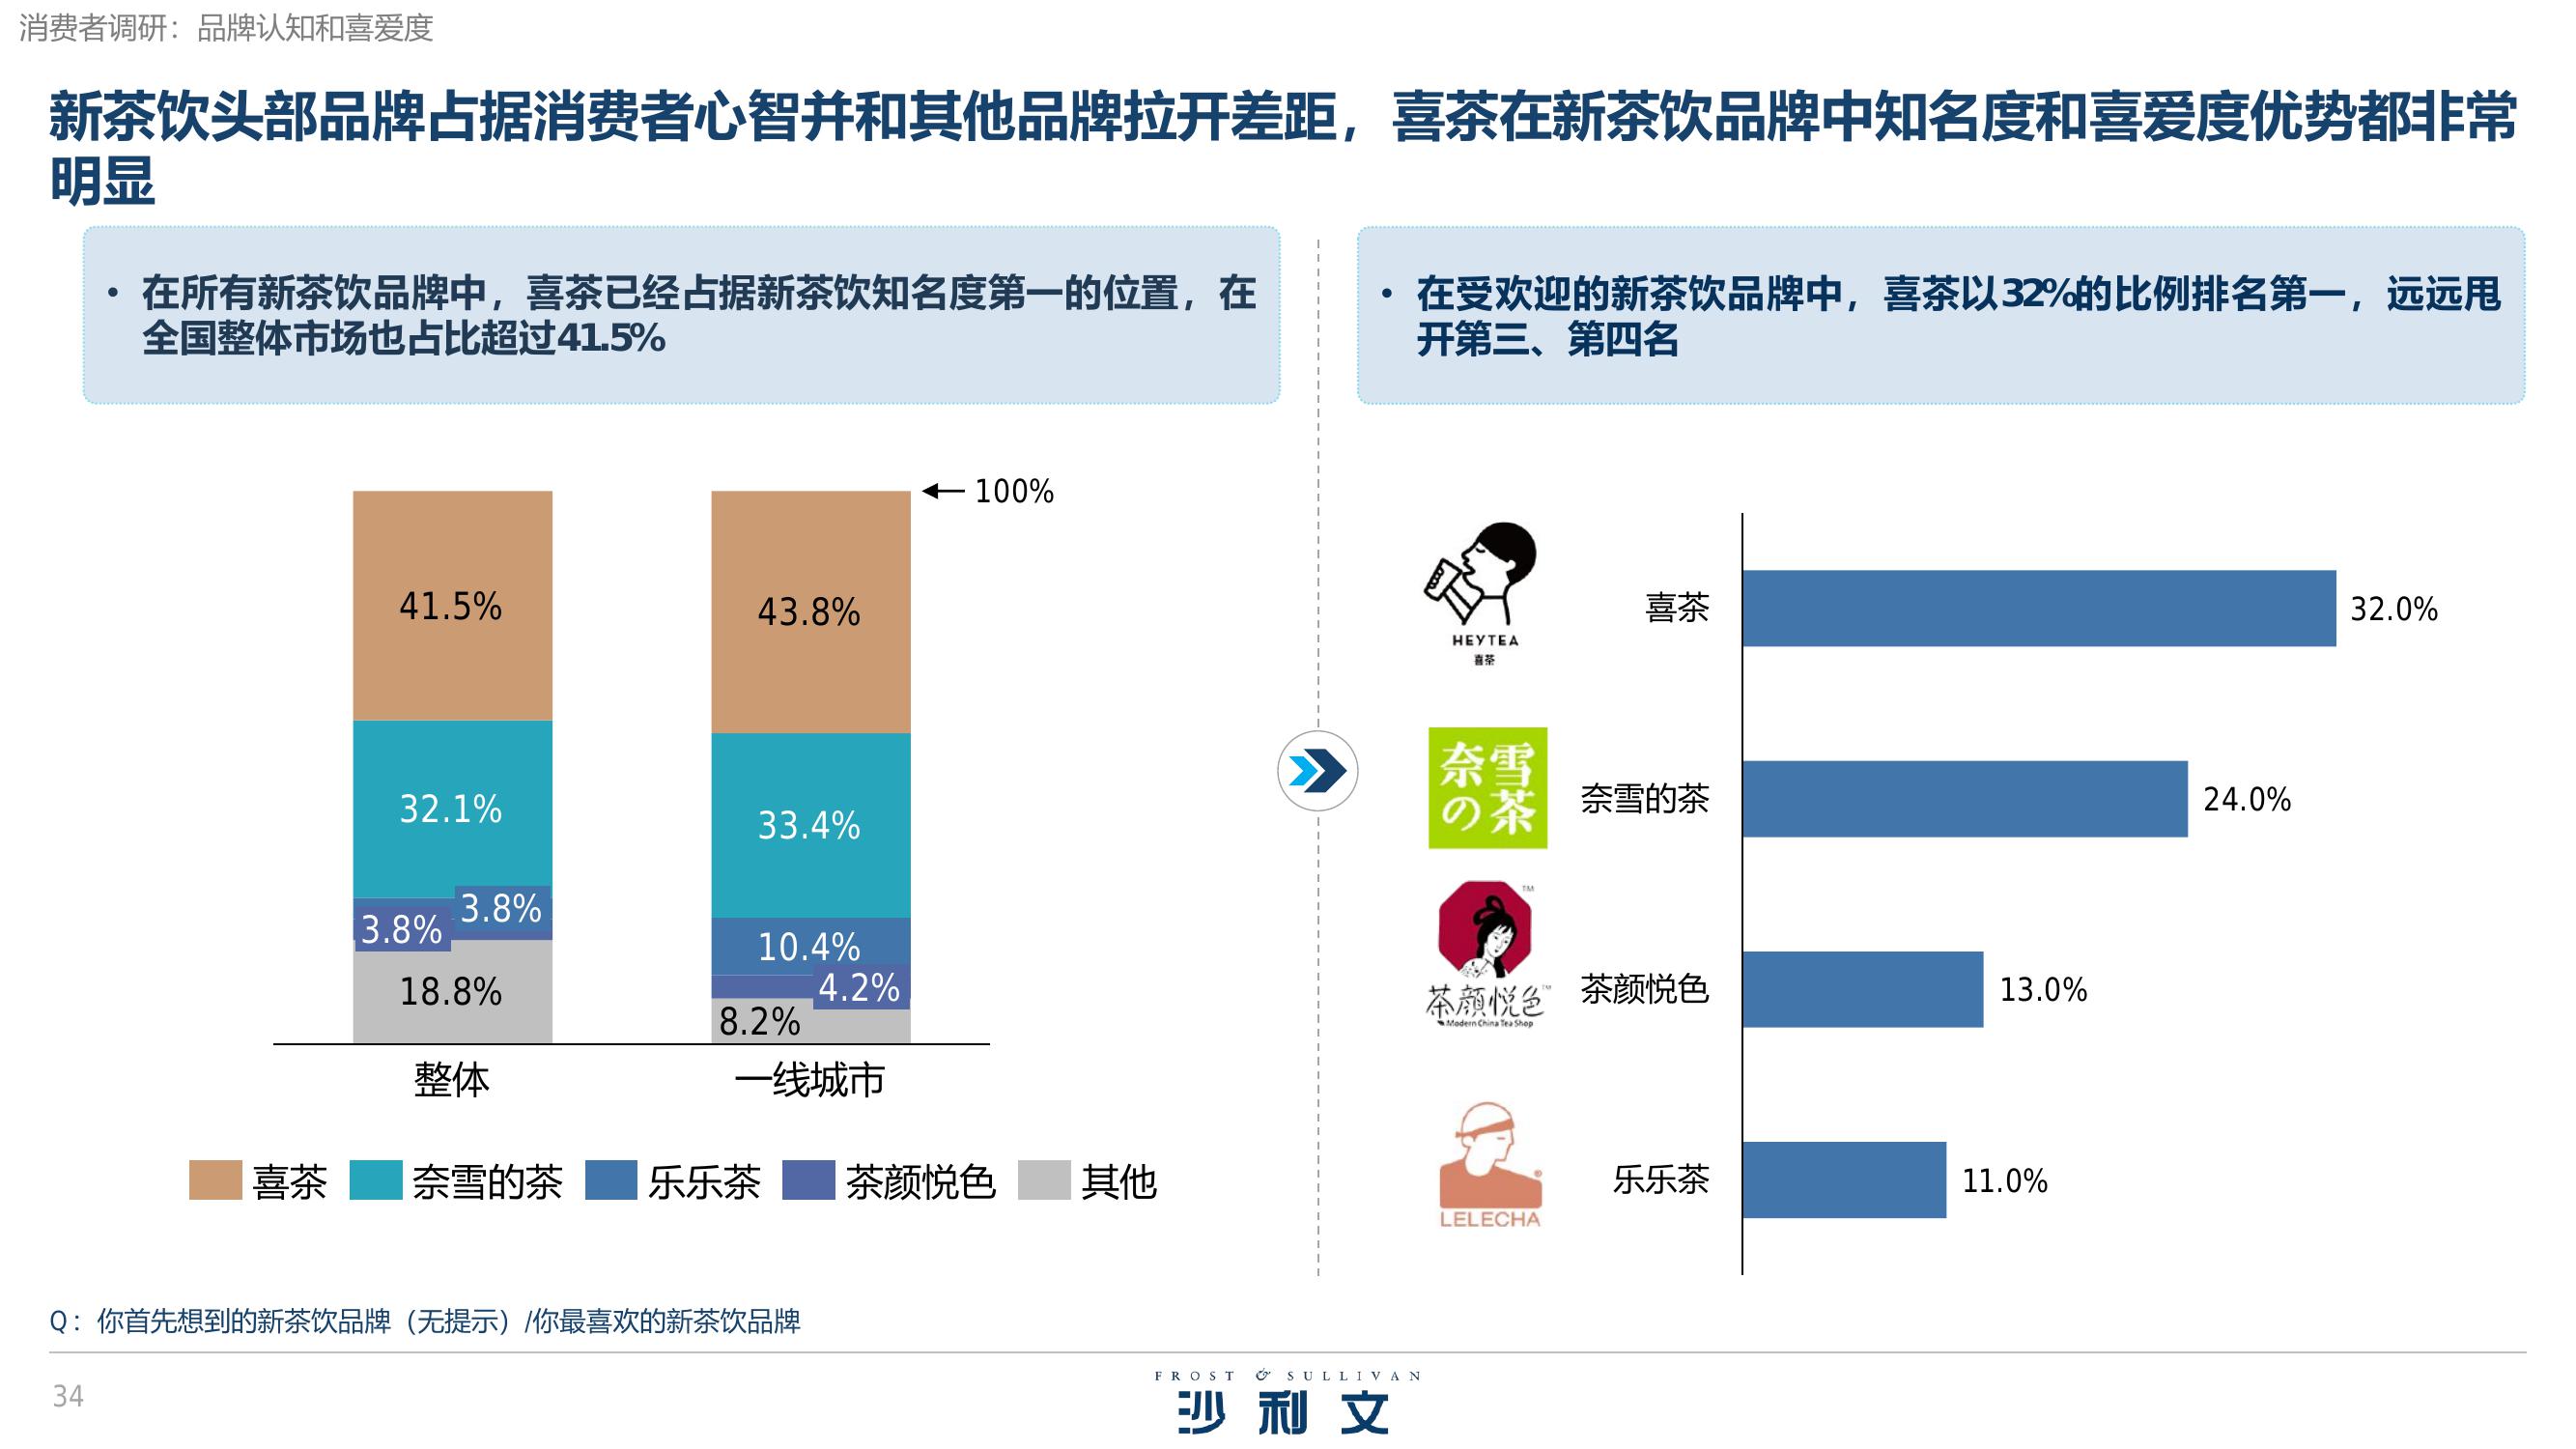 消费者调研：品牌认知和喜爱度
新茶饮头部品牌占据消费者心智并和其他品牌拉开差距，喜茶在新茶饮品牌中知名度和喜爱度优势都非常
明显
• 在所有新茶饮品牌中，喜茶已经占据新茶饮知名度第一的位置，在
全国整体市场也占比超过41.5%
100%
41.5%
43.8%
32.1%
33.4%
3.8%
3.8%
10.4%
4.2%
18.8%
8.2%
整体
一线城市
喜茶
奈雪的茶
乐乐茶
茶颜悦色
其他
• 在受欢迎的新茶饮品牌中，喜茶以32%的比例排名第一，远远甩
开第三、第四名
HEYTEA
喜茶
喜茶
32.0%
奈雪
の茶
奈雪的茶
24.0%
TM
茶颜悦色
TM
Modern China Tea Shop
茶颜悦色
13.0%
®
LELECHA
乐乐茶
11.0%
Q：你首先想到的新茶饮品牌（无提示）/你最喜欢的新茶饮品牌
34
FROST & SULLIVAN
沙利文